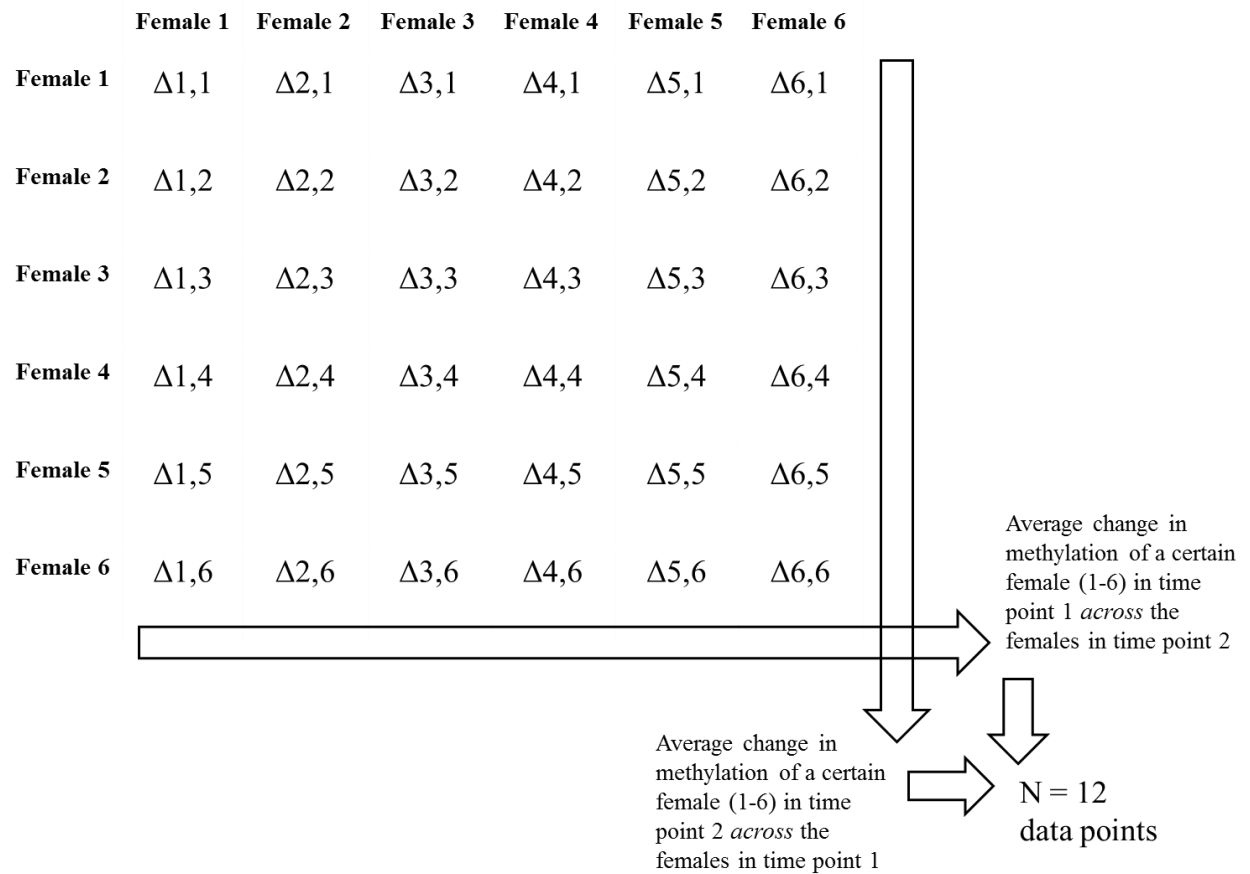 Female 1 Female 2 Female 3 Female 4 Female 5 Female 6
Female 1 Δ1,1 Δ2,1 Δ3,1 Δ4,1 Δ5,1 Δ6,1
Female 2 Δ1,2 Δ2,2 Δ3,2 Δ4,2 Δ5,2 Δ6,2
Female 3 Δ1,3 Δ2,3 Δ3,3 Δ4,3 Δ5,3 Δ6,3
Female 4 Δ1,4 Δ2,4 Δ3,4 Δ4,4 Δ5,4 Δ6,4
Female 5 Δ1,5 Δ2,5 Δ3,5 Δ4,5 Δ5,5 Δ6,5
Female 6 Δ1,6 Δ2,6 Δ3,6 Δ4,6 Δ5,6 Δ6,6
Average change in
methylation of a certain
female (1-6) in time
point 1 across the
females in time point 2
Average change in
methylation of a certain
female (1-6) in time
point 2 across the
females in time point 1
N = 12
data points